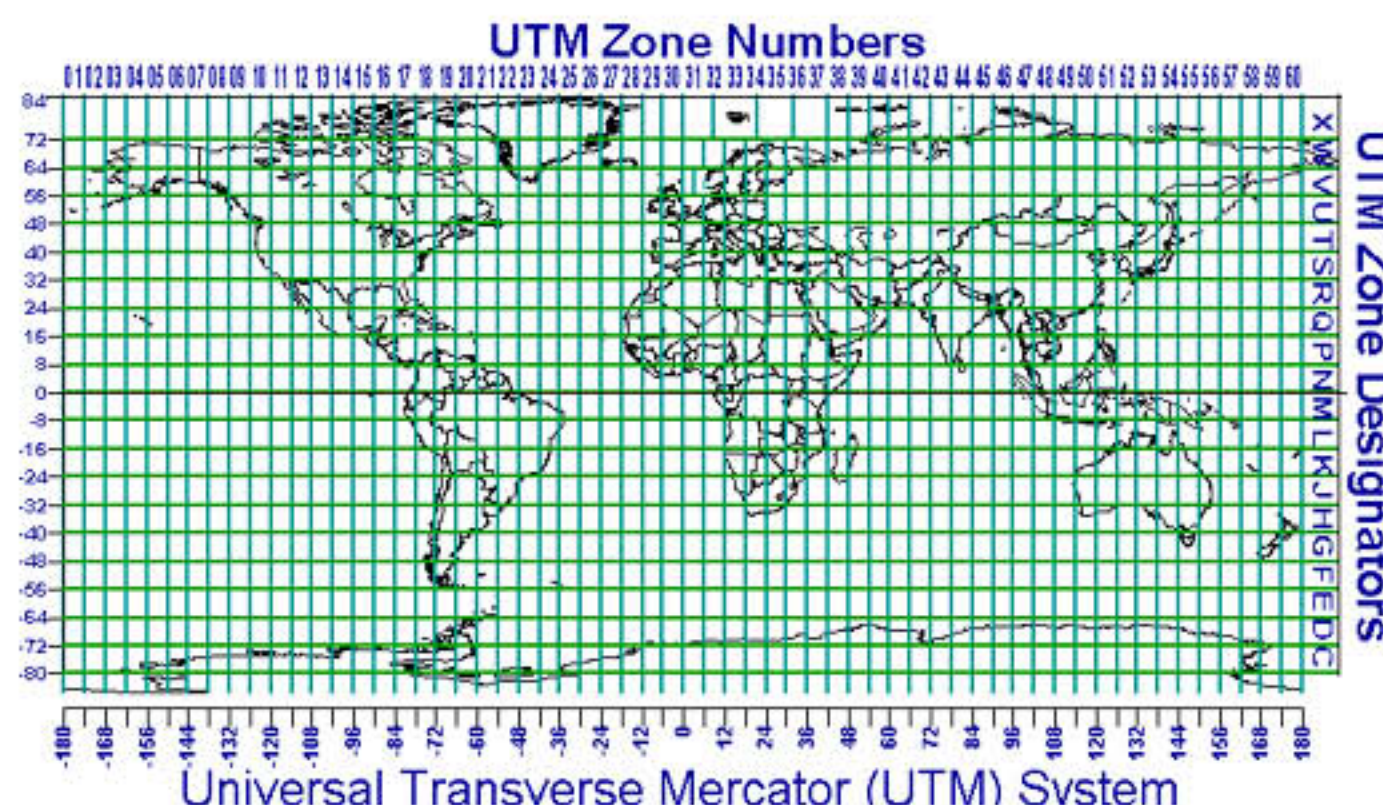 UTM Zone Numbers
01 02 03 04 05 06 07 08 09 10 11 12 13 14 15 16 17 18 19 20 21 22 23 24 25 26 27 28 29 30 31 32 33 34 35 36 37 38 39 40 41 42 43 44 45 46 47 48 49 50 51 52 53 54 55 56 57 58 59 60
84
72
64
56
48
40
32
24
16
8
0
-8
-16
-24
-32
-40
-48
-56
-64
-72
-80
X
W
V
U
T
S
R
Q
P
N
M
L
K
J
H
G
F
E
D
C
UTM Zone Designators
-180 -168 -156 -144 -132 -120 -108 -96 -84 -72 -60 -48 -36 -24 -12 0 12 24 36 48 60 72 84 96 108 120 132 144 156 168 180
Universal Transverse Mercator (UTM) System